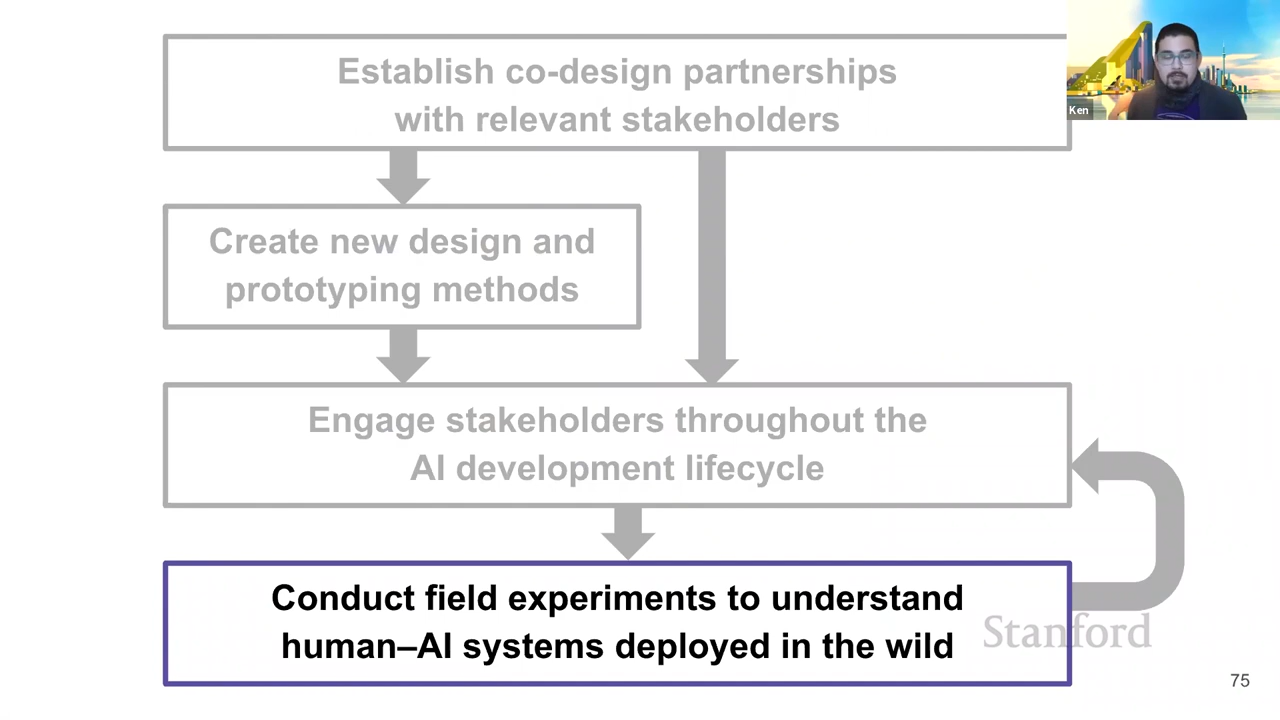 Establish co-design partnerships
with relevant stakeholders
Ken
Create new design and
prototyping methods
Engage stakeholders throughout the
AI development lifecycle
Conduct field experiments to understand
human–AI systems deployed in the wild
Stanford
75